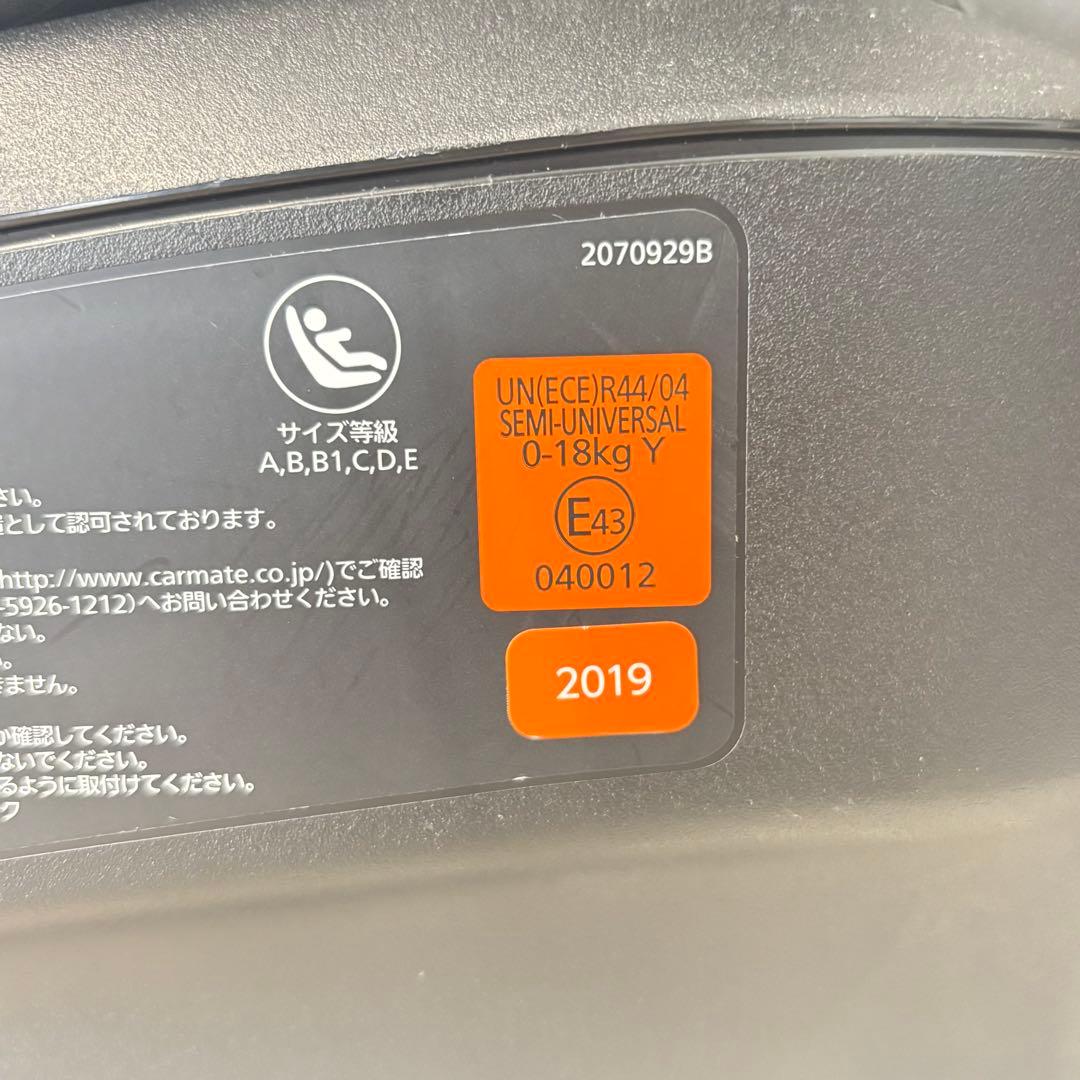 2070929B
サイズ等級
A,B,B1,C,D,E
UN(ECE)R44/04
SEMI-UNIVERSAL
0-18kg Y
E43
040012
2019
さい。
として認可されております。
http://www.carmate.co.jp/)でご確認
-5926-1212)へお問い合わせください。
ない。
い。
きません。
か確認してください。
ないでください。
るように取付けてください。
ク